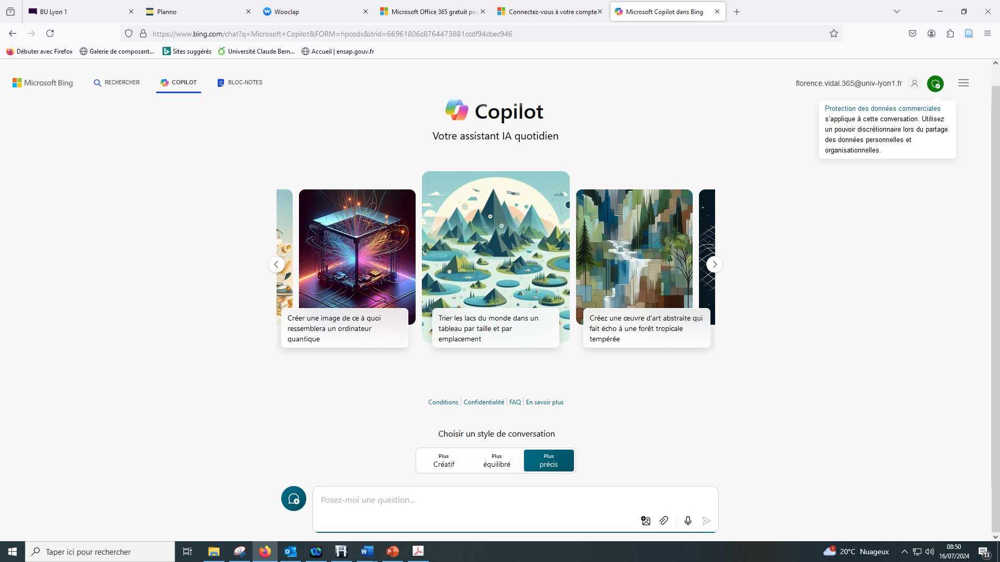 BU Lyon 1
Planno
Wooclap
Microsoft Office 365 gratuit pou
Connectez-vous à votre compte
Microsoft Copilot dans Bing
https://www.bing.com/chat?q=Microsoft+Copilot&FORM=hpcodx&itrid=66961806c8764473881ccdf94cbec946
Débuter avec Firefox
Galerie de composant...
Sites suggérés
Université Claude Bern...
Accueil | ensap.gouv.fr
Microsoft Bing
RECHERCHER
COPILOT
BLOC-NOTES
florence.vidal.365@univ-lyon1.fr
Protection des données commerciales
s'applique à cette conversation. Utilisez
un pouvoir discrétionnaire lors du partage
des données personnelles et
organisationnelles.
Copilot
Votre assistant IA quotidien
Créer une image de ce à quoi
ressemblera un ordinateur
quantique
Trier les lacs du monde dans un
tableau par taille et par
emplacement
Créez une œuvre d'art abstraite qui
fait écho à une forêt tropicale
tempérée
Conditions
Confidentialité
FAQ
En savoir plus
Choisir un style de conversation
Plus
Créatif
Plus
équilibré
Plus
précis
Posez-moi une question...
Taper ici pour rechercher
1
20°C Nuageux
08:50
16/07/2024
13